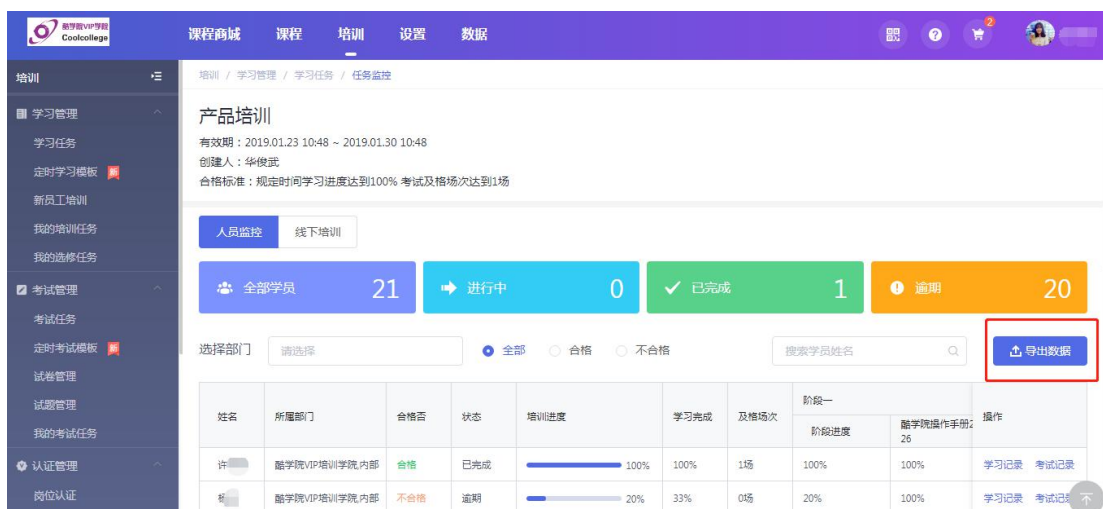 酷学院VIP学院
Coolcollege
课程商城 课程 培训 设置 数据
2
培训
培训 / 学习管理 / 学习任务 / 任务监控
学习管理
学习任务
定时学习模板 新
新员工培训
我的培训任务
我的选修任务
考试管理
考试任务
定时考试模板 新
试卷管理
试题管理
我的考试任务
认证管理
岗位认证
产品培训
有效期：2019.01.23 10:48 ~ 2019.01.30 10:48
创建人：华俊武
合格标准：规定时间学习进度达到100% 考试及格场次达到1场
人员监控 线下培训
全部学员 21 进行中 0 已完成 1 逾期 20
选择部门 请选择 全部 合格 不合格 搜索学员姓名 导出数据
姓名 所属部门 合格否 状态 培训进度 学习完成 及格场次 阶段一 操作
阶段进度 酷学院操作手册2
26
许 酷学院VIP培训学院,内部 合格 已完成 100% 100% 1场 100% 100% 学习记录 考试记录
杨 酷学院VIP培训学院,内部 不合格 逾期 20% 33% 0场 20% 100% 学习记录 考试记录